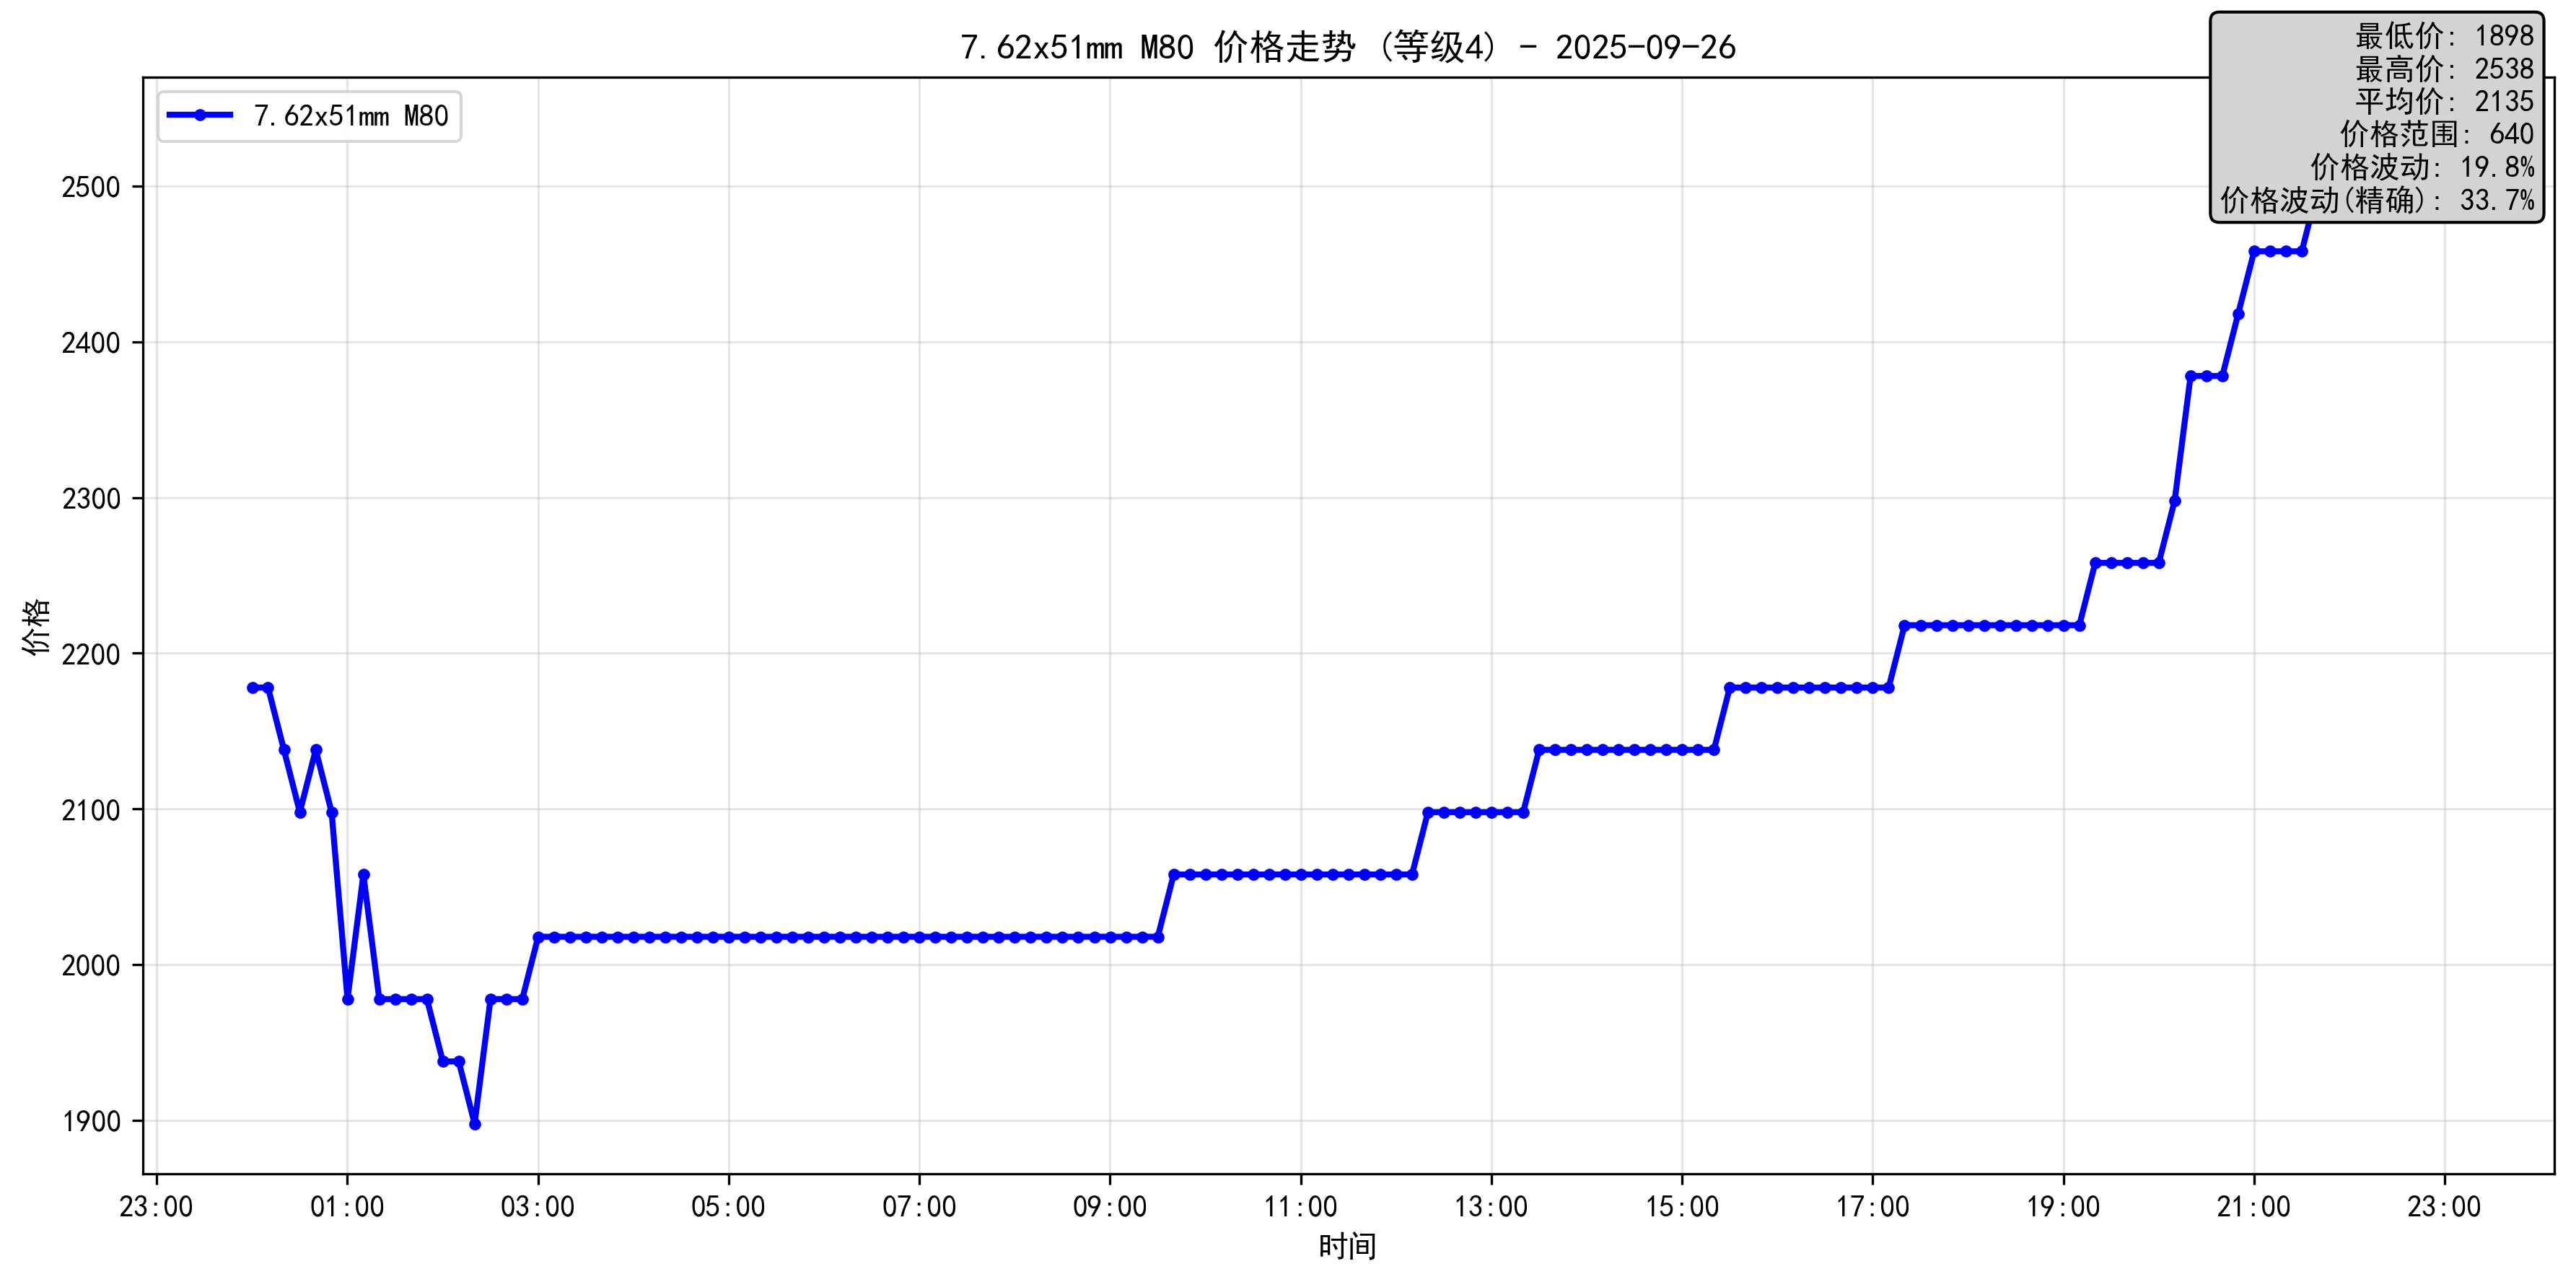 7.62x51mm M80 价格走势 (等级4) - 2025-09-26
最低价: 1898
最高价: 2538
平均价: 2135
价格范围: 640
价格波动: 19.8%
价格波动(精确): 33.7%
7.62x51mm M80
2500
2400
2300
2200
2100
2000
1900
价格
23:00 01:00 03:00 05:00 07:00 09:00 11:00 13:00 15:00 17:00 19:00 21:00 23:00
时间